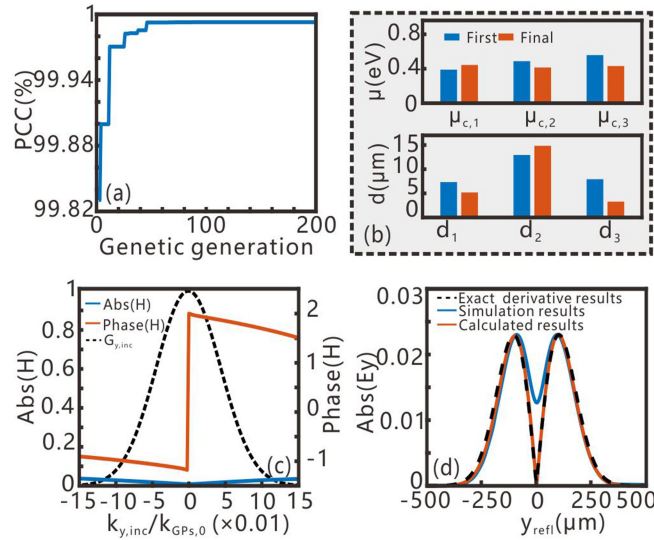 1
99.94
99.88
99.82
PCC(%)
(a)
0 100 200
Genetic generation
First Final
0.8
0.4
0
μ(eV)
μc,1 μc,2 μc,3
15
10
5
0
d(μm)
(b)
d1 d2 d3
Abs(H)
Phase(H)
Gy,inc
1
0.8
0.6
0.4
0.2
0
Abs(H)
2
1
0
-1
Phase(H)
(c)
-15 -10 -5 0 5 10 15
ky,inc/kGPs,0 (×0.01)
Exact derivative results
Simulation results
Calculated results
0.03
0.02
0.01
0
Abs(Ey)
(d)
-500 -250 0 250 500
yrefl(μm)